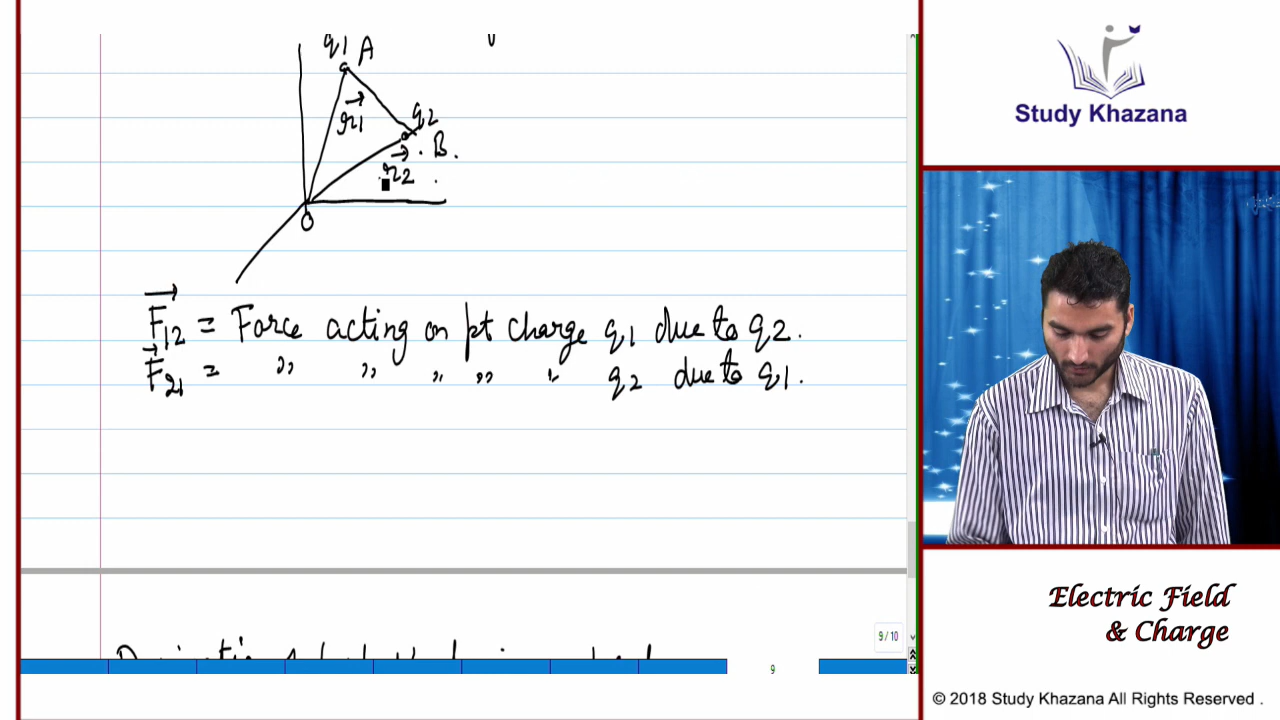 q1 A
r1
q2
B.
r2
O
F12 = Force acting on pt charge q1 due to q2.
F21 = " " " " " q2 due to q1.
9 / 10
9
Study Khazana
Electric Field
& Charge
© 2018 Study Khazana All Rights Reserved .